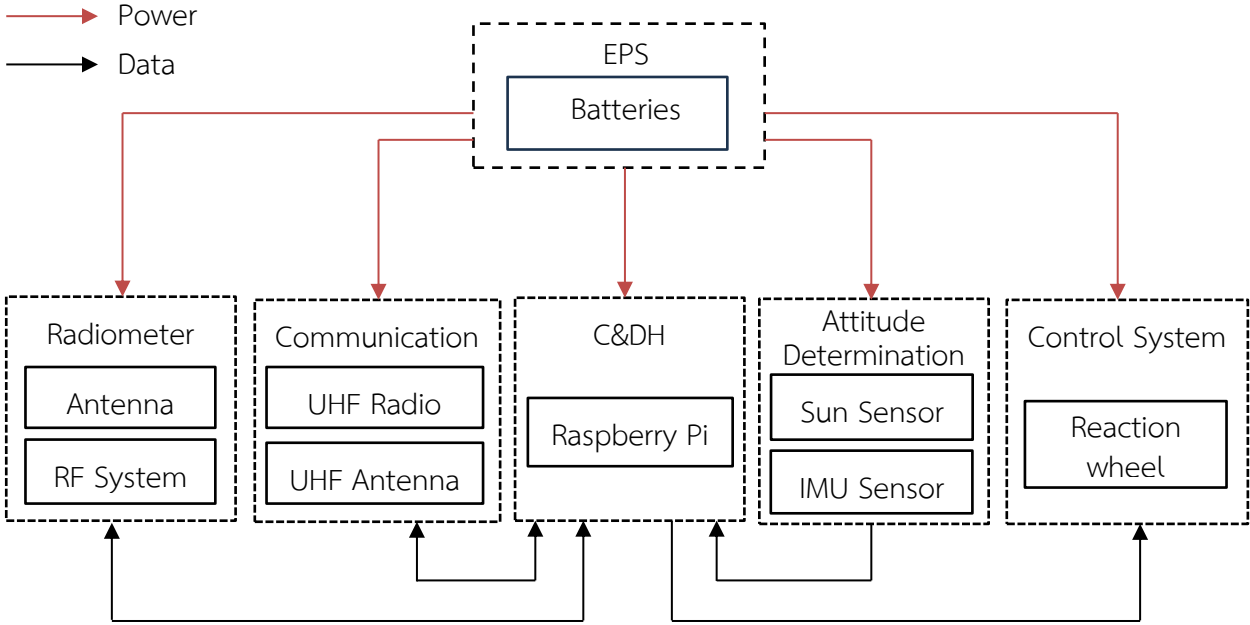 Power
Data
EPS
Batteries
Radiometer
Antenna
RF System
Communication
UHF Radio
UHF Antenna
C&DH
Raspberry Pi
Attitude
Determination
Sun Sensor
IMU Sensor
Control System
Reaction
wheel